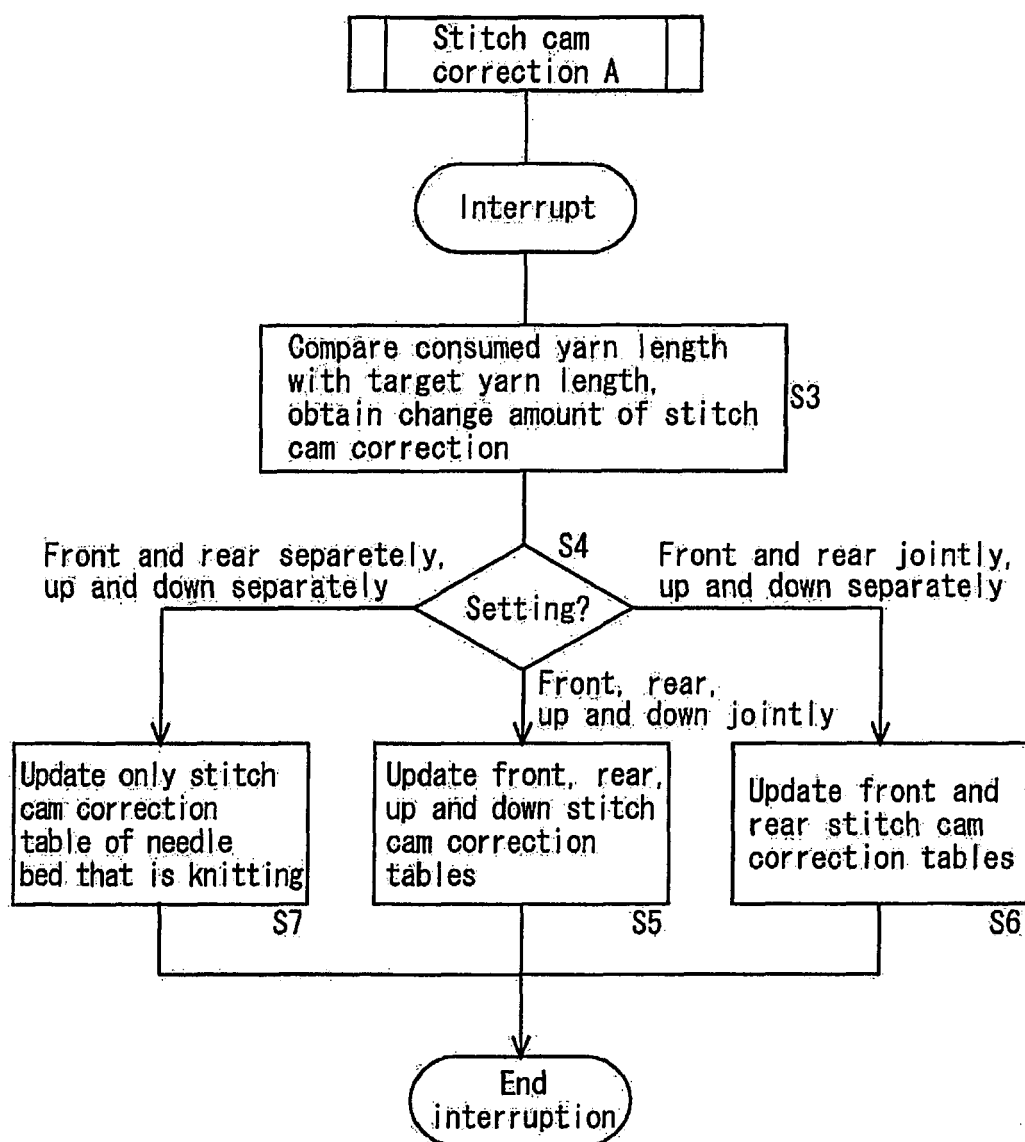 Stitch cam
correction A
Interrupt
Compare consumed yarn length
with target yarn length,
obtain change amount of stitch
cam correction
S3
S4
Front and rear separetely,
up and down separately
Setting?
Front and rear jointly,
up and down separately
Front, rear,
up and down jointly
Update only stitch
cam correction
table of needle
bed that is knitting
S7
Update front, rear,
up and down stitch
cam correction
tables
S5
Update front and
rear stitch cam
correction tables
S6
End
interruption